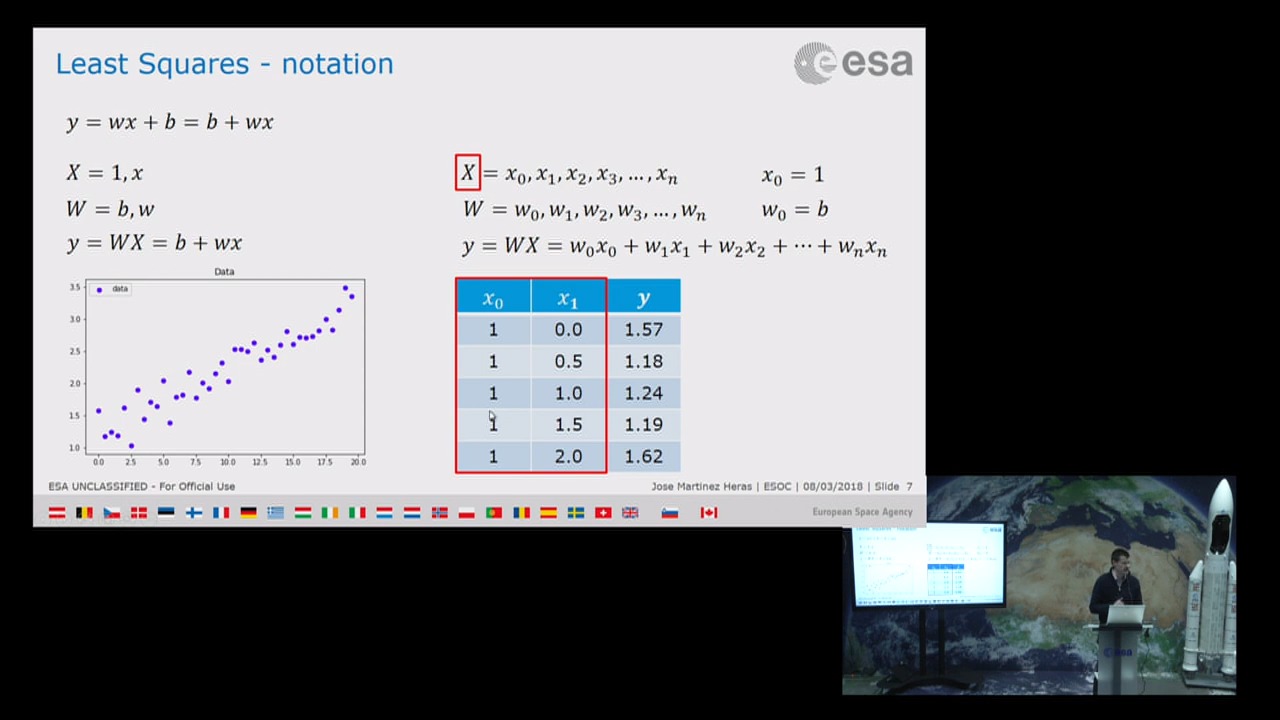 Least Squares - notation
esa
y = wx + b = b + wx
X = 1, x
W = b, w
y = WX = b + wx
X = x₀, x₁, x₂, x₃, … , xₙ
x₀ = 1
W = w₀, w₁, w₂, w₃, … , wₙ
w₀ = b
y = WX = w₀x₀ + w₁x₁ + w₂x₂ + ⋯ + wₙxₙ
Data
data
3.5
3.0
2.5
2.0
1.5
1.0
0.0 2.5 5.0 7.5 10.0 12.5 15.0 17.5 20.0
x₀ x₁ y
1 0.0 1.57
1 0.5 1.18
1 1.0 1.24
1 1.5 1.19
1 2.0 1.62
ESA UNCLASSIFIED - For Official Use
Jose Martinez Heras | ESOC | 08/03/2018 | Slide 7
European Space Agency
esa